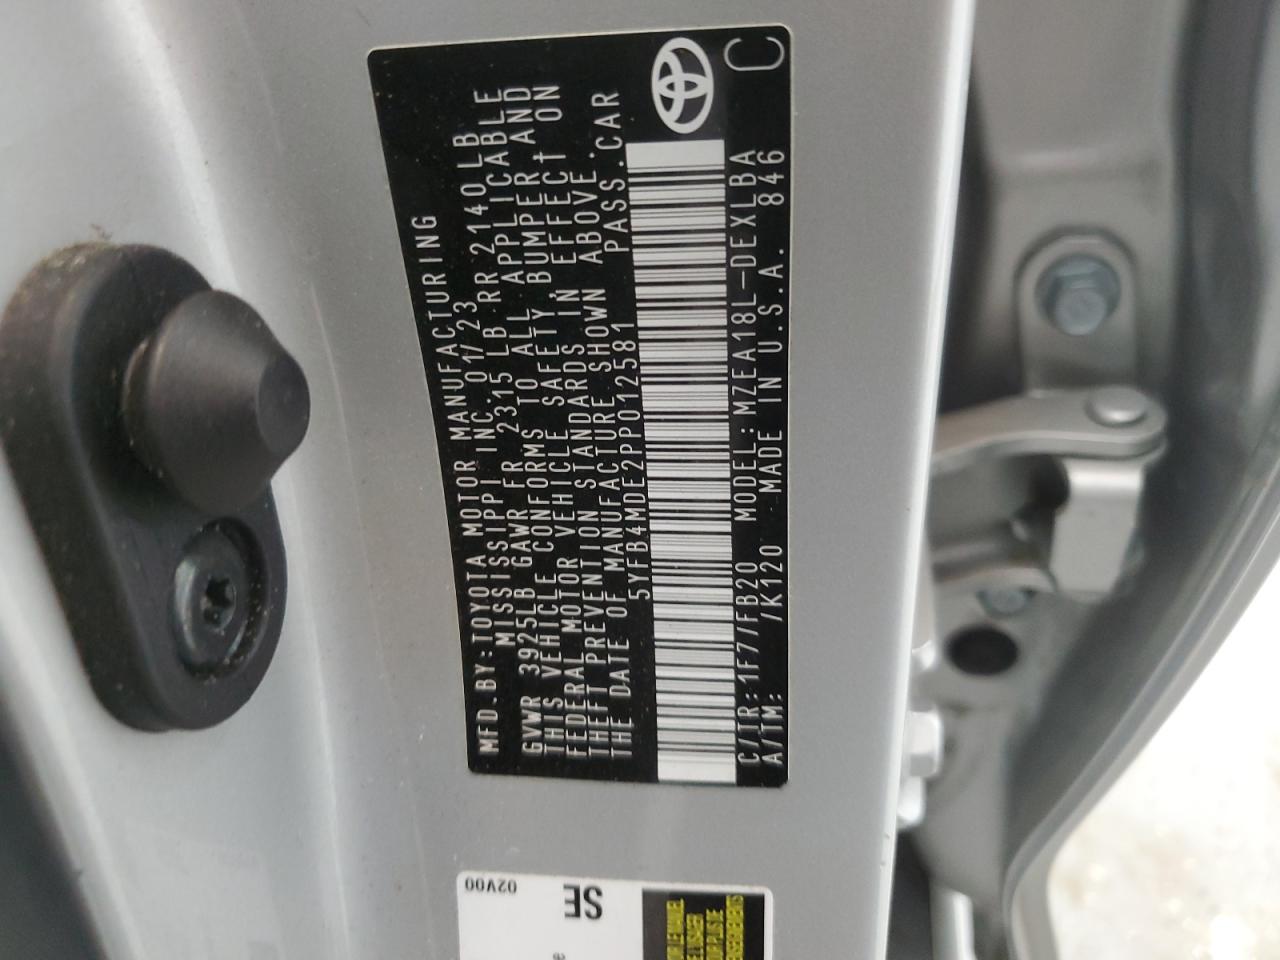 MFD.BY:TOYOTA MOTOR MANUFACTURING
MISSISSIPPI INC. 01/23
GVWR 3925LB GAWR FR 2315 LB RR 2140LB
THIS VEHICLE CONFORMS TO ALL APPLICABLE
FEDERAL MOTOR VEHICLE SAFETY, BUMPER, AND
THEFT PREVENTION STANDARDS IN EFFECT ON
THE DATE OF MANUFACTURE SHOWN ABOVE.
5YFB4MDE2PP012581 PASS.CAR
C/TR:1F7/FB20 MODEL:MZEA18L-DEXLBA
A/TM: /K120 MADE IN U.S.A. 846
C
02V00
SE